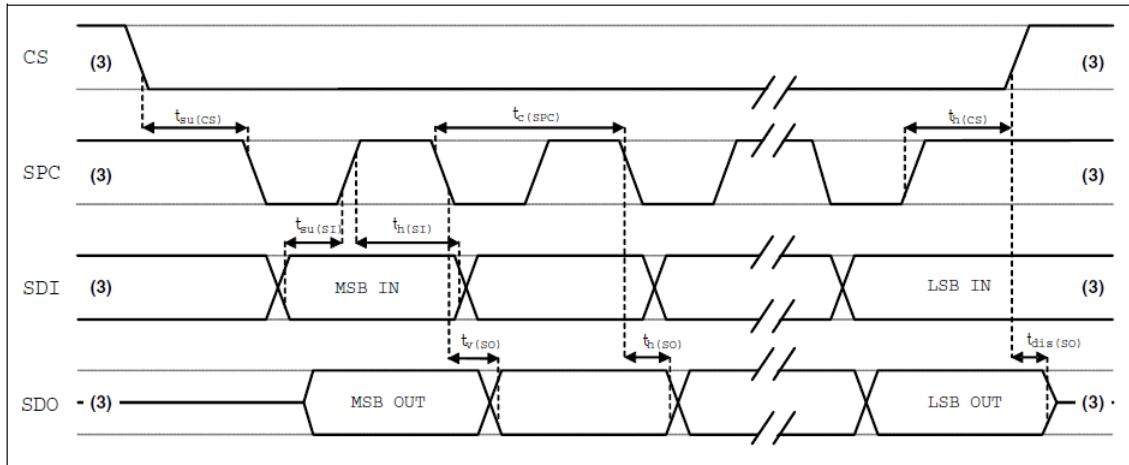 CS (3) (3)
t su(CS) t c(SPC) t h(CS)
SPC (3) (3)
t su(SI) t h(SI)
SDI (3) MSB IN LSB IN (3)
t v(SO) t h(SO) t dis(SO)
SDO (3) MSB OUT LSB OUT (3)